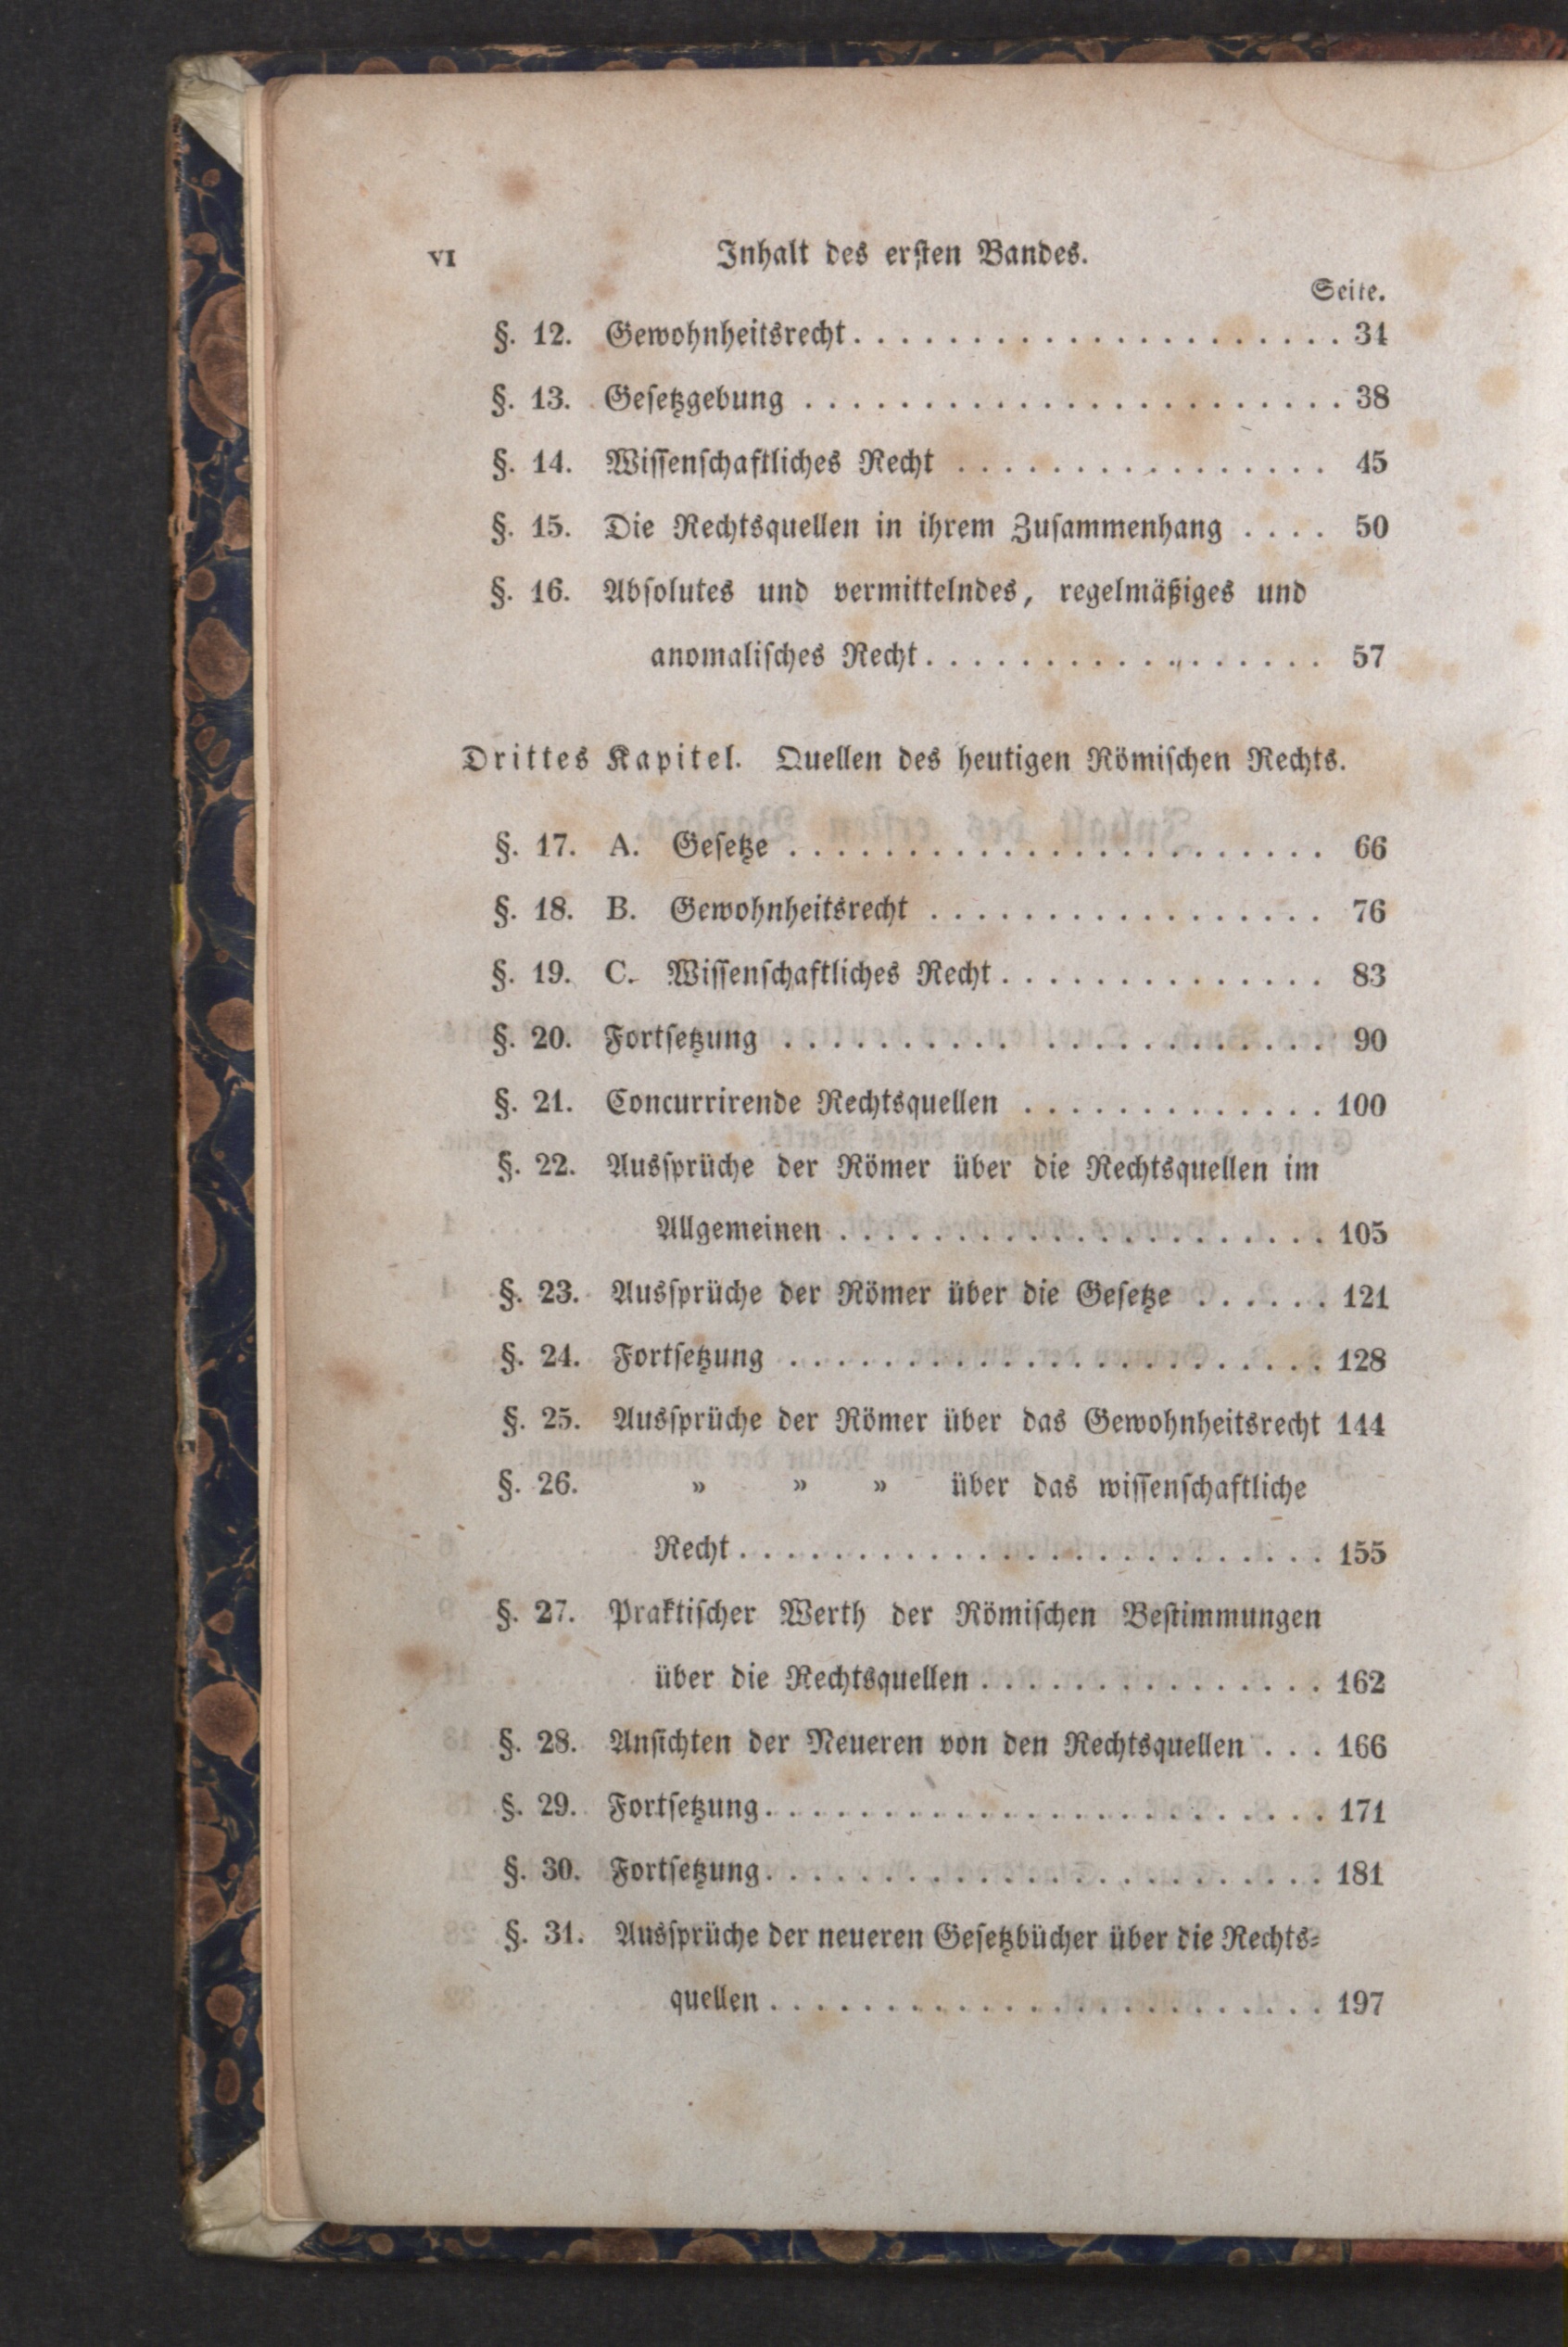 VI Inhalt des ersten Bandes.
Seite.
§. 12. Gewohnheitsrecht. . . . . . . . . . . . . . . . . . . . . 34
§. 13. Gesetzgebung . . . . . . . . . . . . . . . . . . . . . . . 38
§. 14. Wissenschaftliches Recht . . . . . . . . . . . . . . . . 45
§. 15. Die Rechtsquellen in ihrem Zusammenhang . . . . 50
§. 16. Absolutes und vermittelndes, regelmäßiges und
anomalisches Recht. . . . . . . . . . . . . . . . . 57
Drittes Kapitel. Quellen des heutigen Römischen Rechts.
§. 17. A. Gesetze . . . . . . . . . . . . . . . . . . . . . . . 66
§. 18. B. Gewohnheitsrecht . . . . . . . . . . . . . . . . . 76
§. 19. C. Wissenschaftliches Recht. . . . . . . . . . . . . . 83
§. 20. Fortsetzung . . . . . . . . . . . . . . . . . . . . . . . 90
§. 21. Concurrirende Rechtsquellen . . . . . . . . . . . . . 100
§. 22. Aussprüche der Römer über die Rechtsquellen im
Allgemeinen . . . . . . . . . . . . . . . . . . . . . 105
§. 23. Aussprüche der Römer über die Gesetze . . . . . . 121
§. 24. Fortsetzung . . . . . . . . . . . . . . . . . . . . . . . 128
§. 25. Aussprüche der Römer über das Gewohnheitsrecht 144
§. 26. » » » über das wissenschaftliche
Recht. . . . . . . . . . . . . . . . . . . . . . . . . 155
§. 27. Praktischer Werth der Römischen Bestimmungen
über die Rechtsquellen . . . . . . . . . . . . . . . 162
§. 28. Ansichten der Neueren von den Rechtsquellen . . . 166
§. 29. Fortsetzung. . . . . . . . . . . . . . . . . . . . . . . . 171
§. 30. Fortsetzung. . . . . . . . . . . . . . . . . . . . . . . . 181
§. 31. Aussprüche der neueren Gesetzbücher über die Rechts-
quellen . . . . . . . . . . . . . . . . . . . . . . . . 197